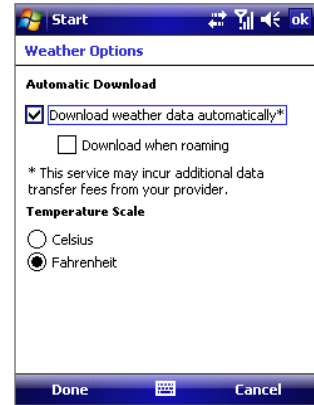 Start ok
Weather Options
Automatic Download
Download weather data automatically*
Download when roaming
* This service may incur additional data
transfer fees from your provider.
Temperature Scale
Celsius
Fahrenheit
Done Cancel